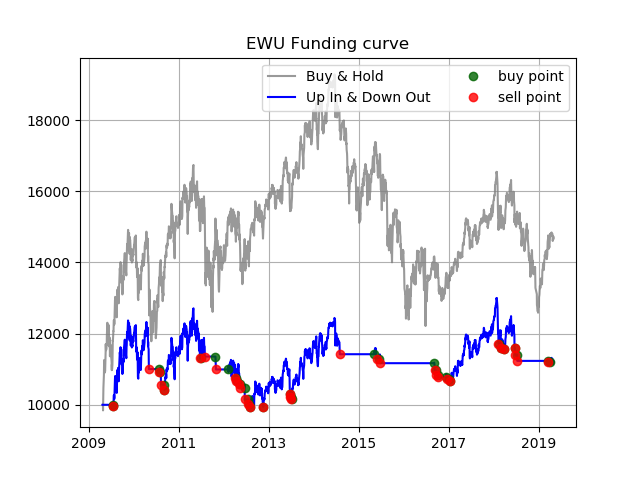 EWU Funding curve
Buy & Hold
Up In & Down Out
buy point
sell point
18000
16000
14000
12000
10000
2009
2011
2013
2015
2017
2019